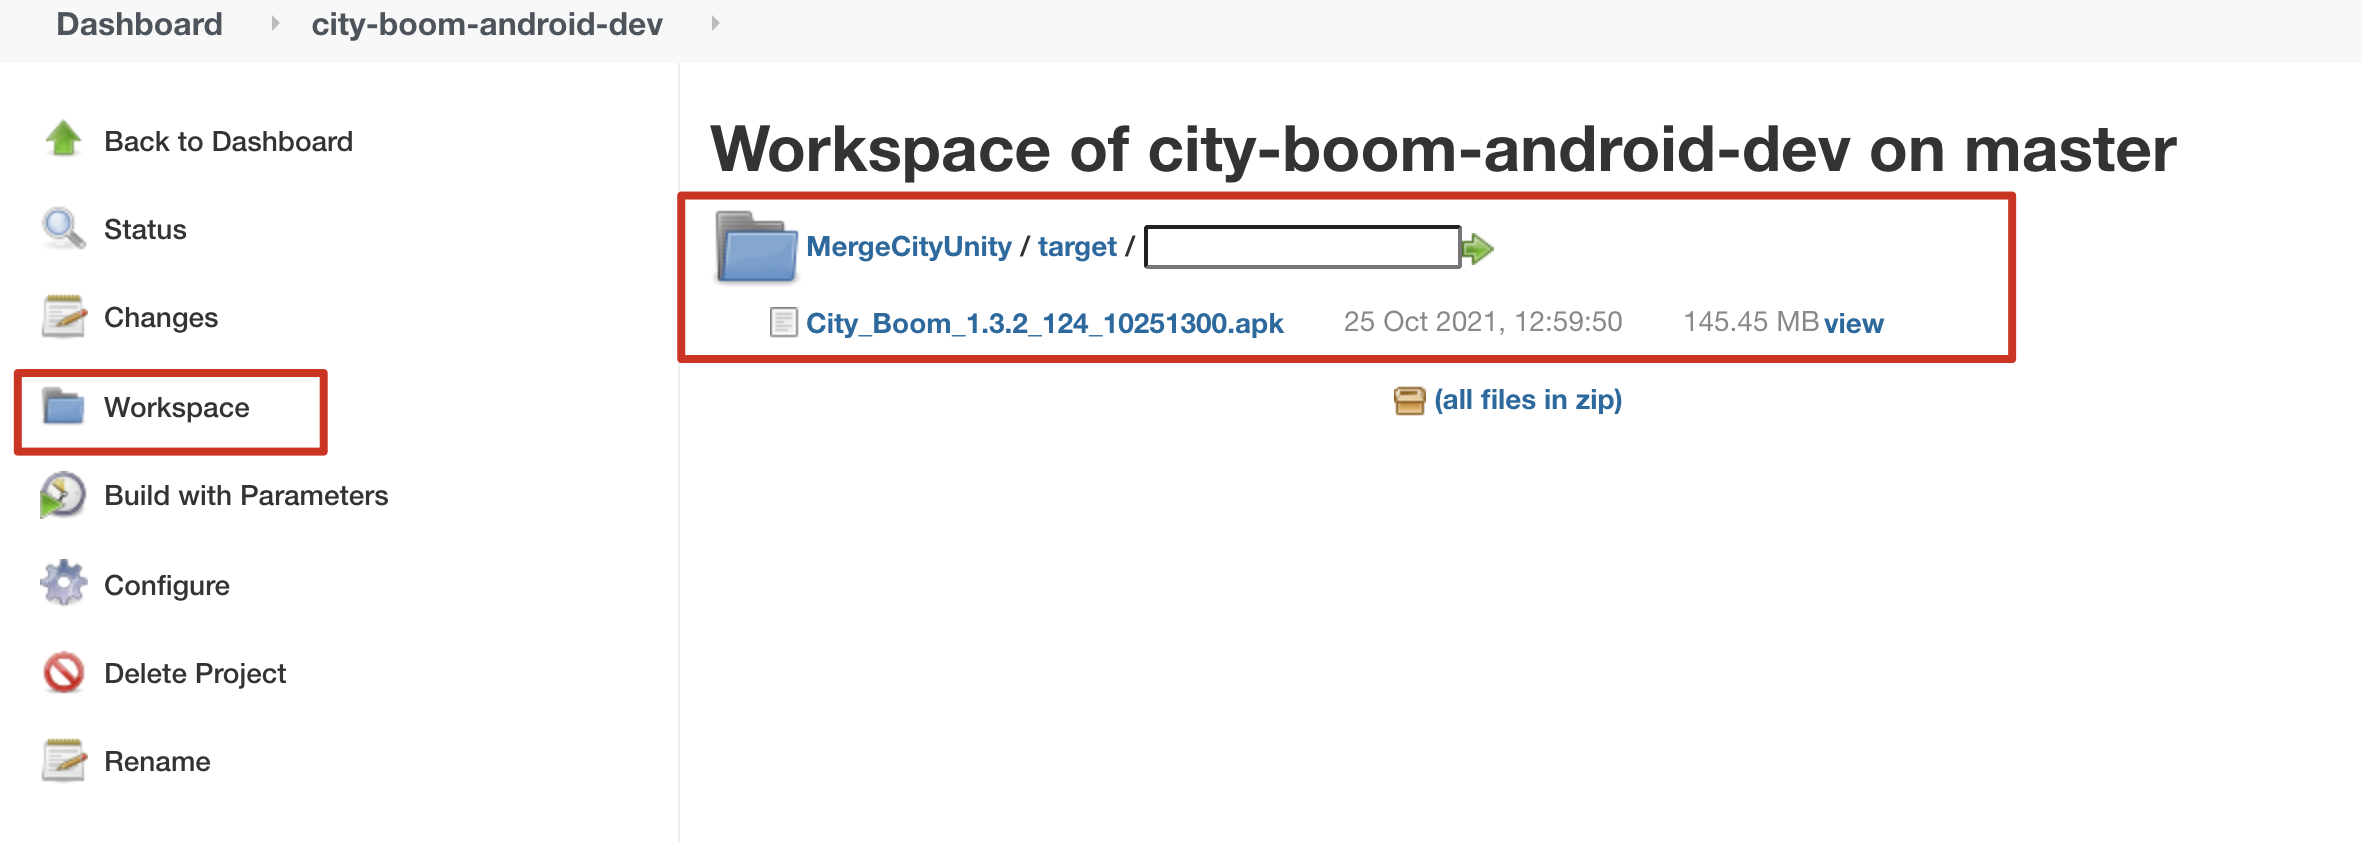 Dashboard city-boom-android-dev
Back to Dashboard
Status
Changes
Workspace
Build with Parameters
Configure
Delete Project
Rename
Workspace of city-boom-android-dev on master
MergeCityUnity / target /
City_Boom_1.3.2_124_10251300.apk 25 Oct 2021, 12:59:50 145.45 MB view
(all files in zip)